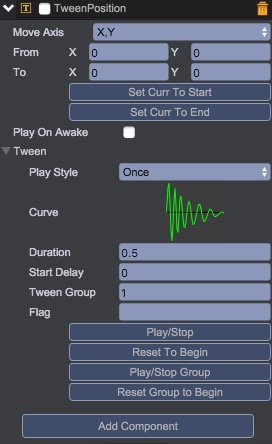 T TweenPosition
Move Axis X,Y
From X 0 Y 0
To X 0 Y 0
Set Curr To Start
Set Curr To End
Play On Awake
Tween
Play Style Once
Curve
Duration 0.5
Start Delay 0
Tween Group 1
Flag
Play/Stop
Reset To Begin
Play/Stop Group
Reset Group to Begin
Add Component